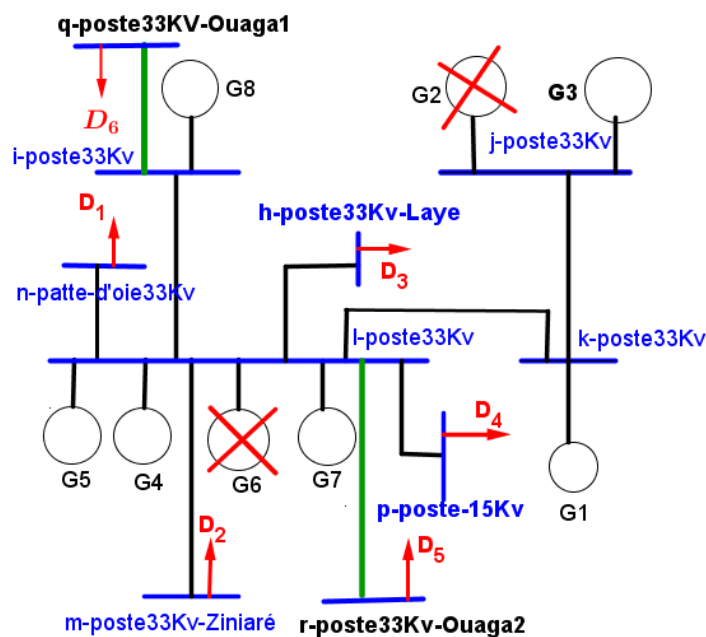 q-poste33KV-Ouaga1
G8
G2
G3
D6
i-poste33Kv
j-poste33Kv
D1
h-poste33Kv-Laye
D3
n-patte-d'oie33Kv
l-poste33Kv
k-poste33Kv
D4
G5
G4
G6
G7
p-poste-15Kv
G1
D2
D5
m-poste33Kv-Ziniaré
r-poste33Kv-Ouaga2